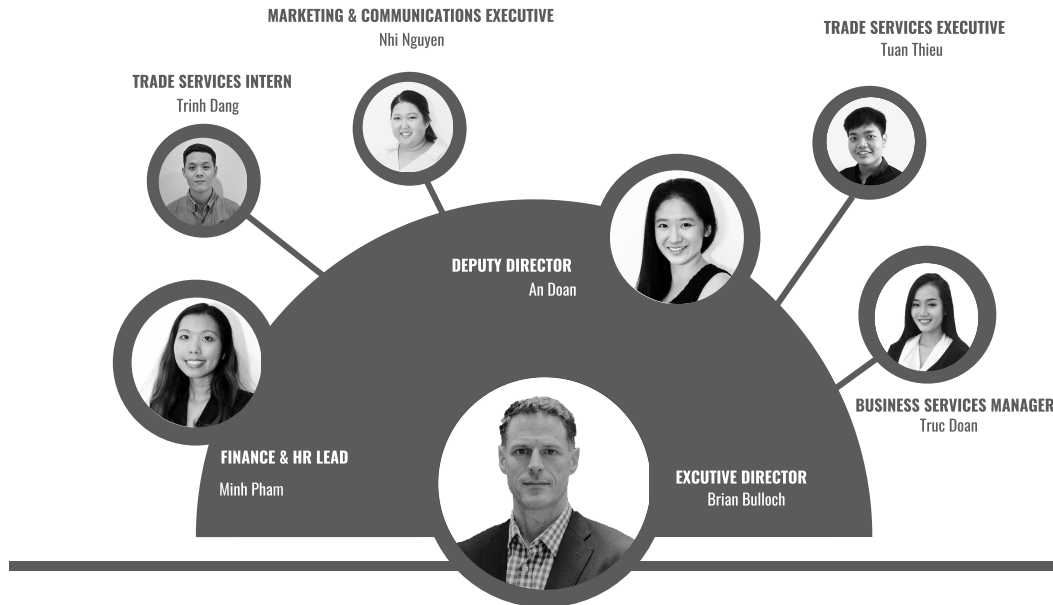 MARKETING & COMMUNICATIONS EXECUTIVE
Nhi Nguyen
TRADE SERVICES EXECUTIVE
Tuan Thieu
TRADE SERVICES INTERN
Trinh Dang
DEPUTY DIRECTOR
An Doan
BUSINESS SERVICES MANAGER
Truc Doan
FINANCE & HR LEAD
Minh Pham
EXCUTIVE DIRECTOR
Brian Bulloch